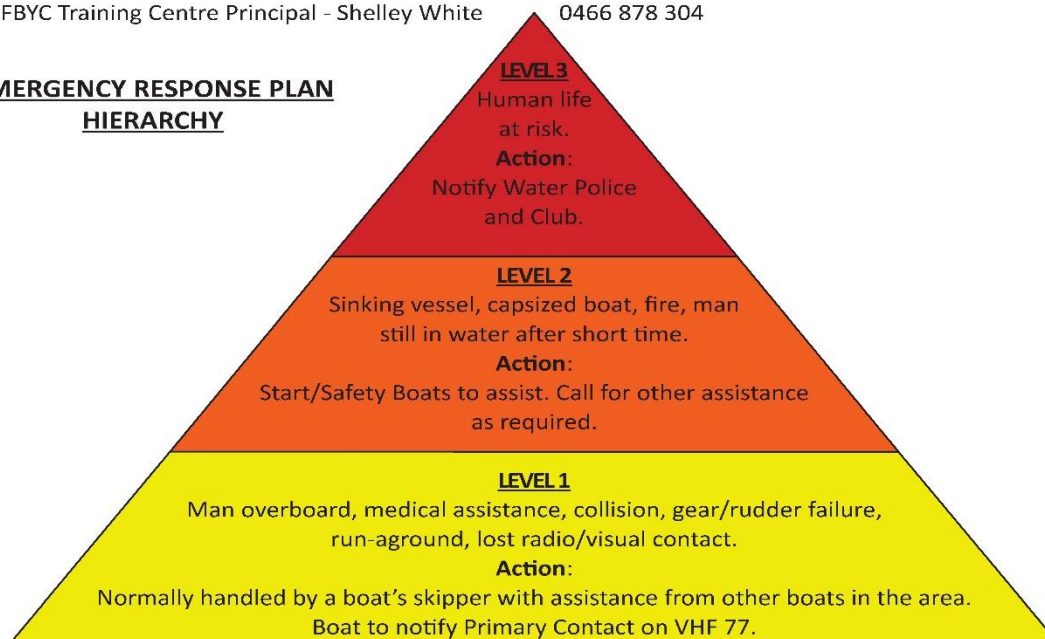 FBYC Training Centre Principal - Shelley White 0466 878 304
MERGENCY RESPONSE PLAN
HIERARCHY
LEVEL 3
Human life
at risk.
Action:
Notify Water Police
and Club.
LEVEL 2
Sinking vessel, capsized boat, fire, man
still in water after short time.
Action:
Start/Safety Boats to assist. Call for other assistance
as required.
LEVEL 1
Man overboard, medical assistance, collision, gear/rudder failure,
run-aground, lost radio/visual contact.
Action:
Normally handled by a boat's skipper with assistance from other boats in the area.
Boat to notify Primary Contact on VHF 77.